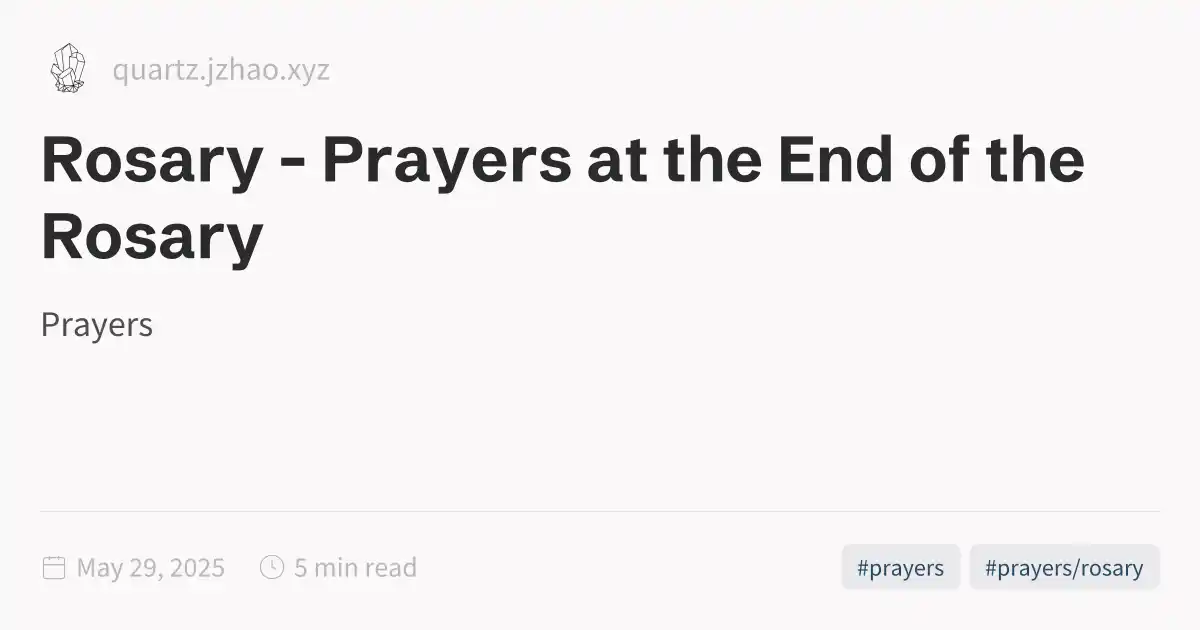 quartz.jzhao.xyz
Rosary - Prayers at the End of the
Rosary
Prayers
May 29, 2025 5 min read #prayers #prayers/rosary